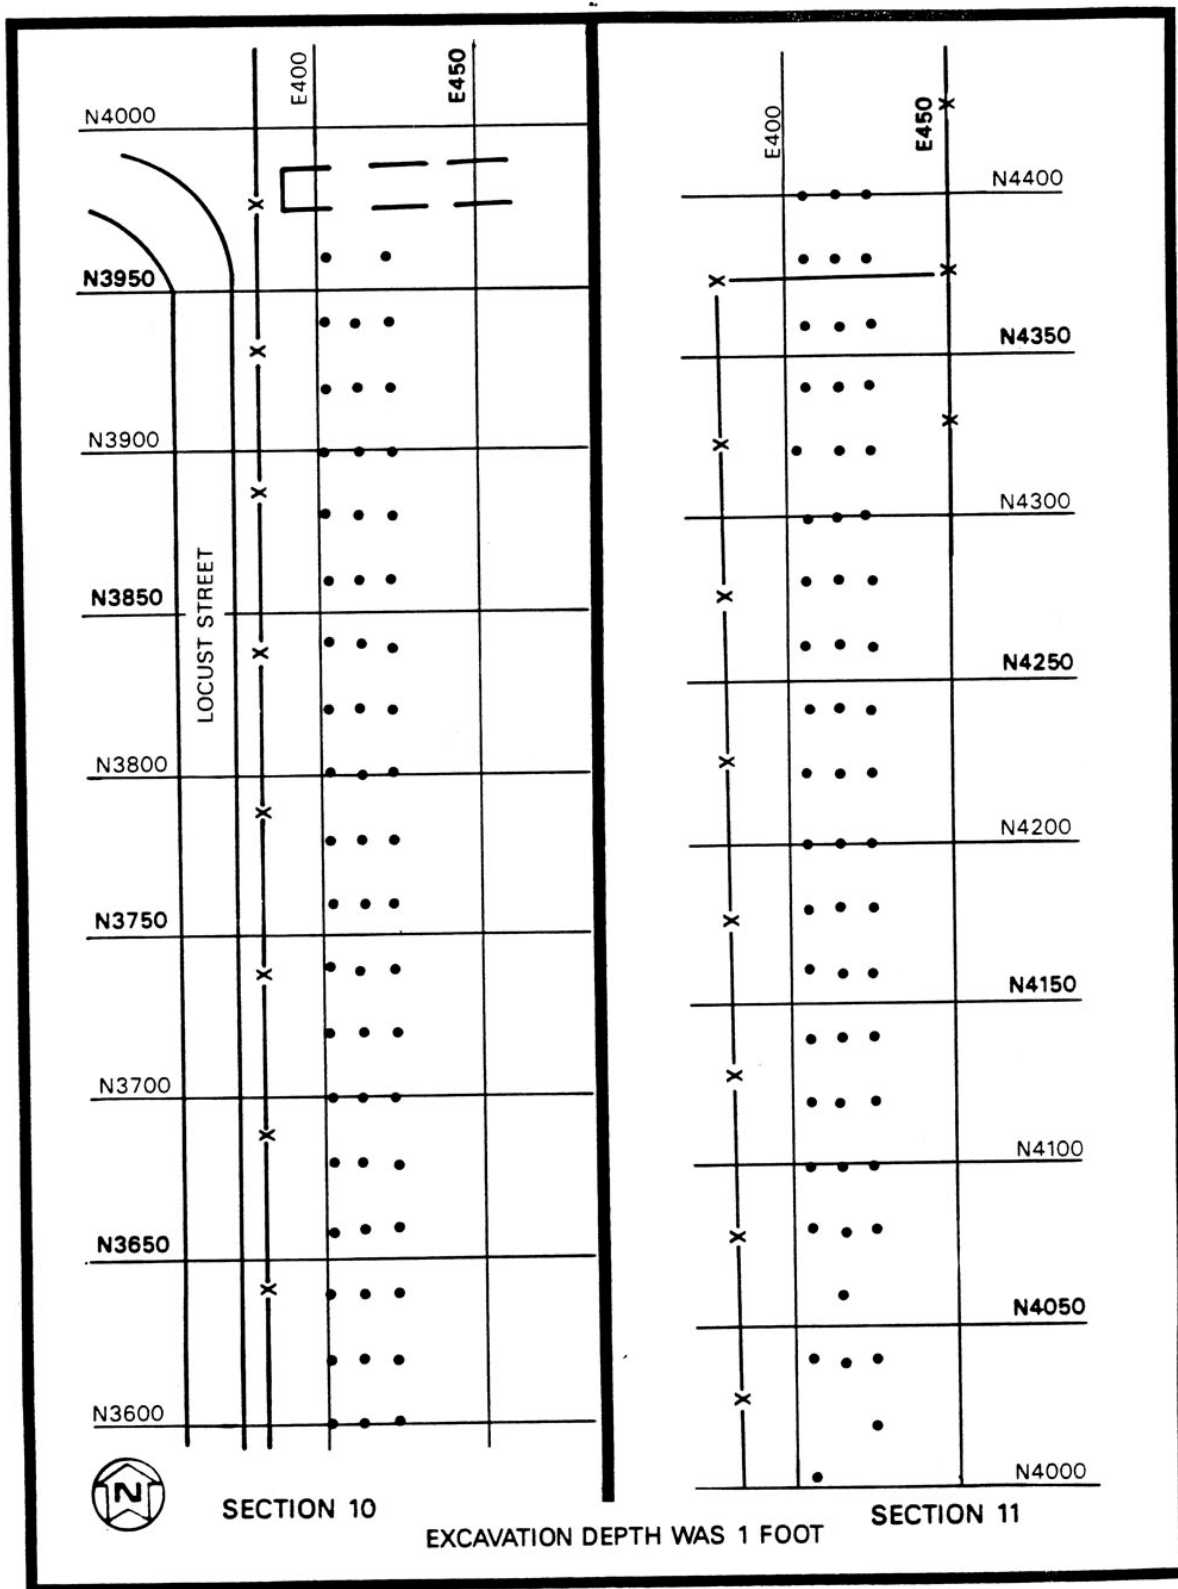 E400
E450
N4000
N3950
N3900
N3850
LOCUST STREET
N3800
N3750
N3700
N3650
N3600
N
SECTION 10
E400
E450
N4400
N4350
N4300
N4250
N4200
N4150
N4100
N4050
N4000
SECTION 11
EXCAVATION DEPTH WAS 1 FOOT